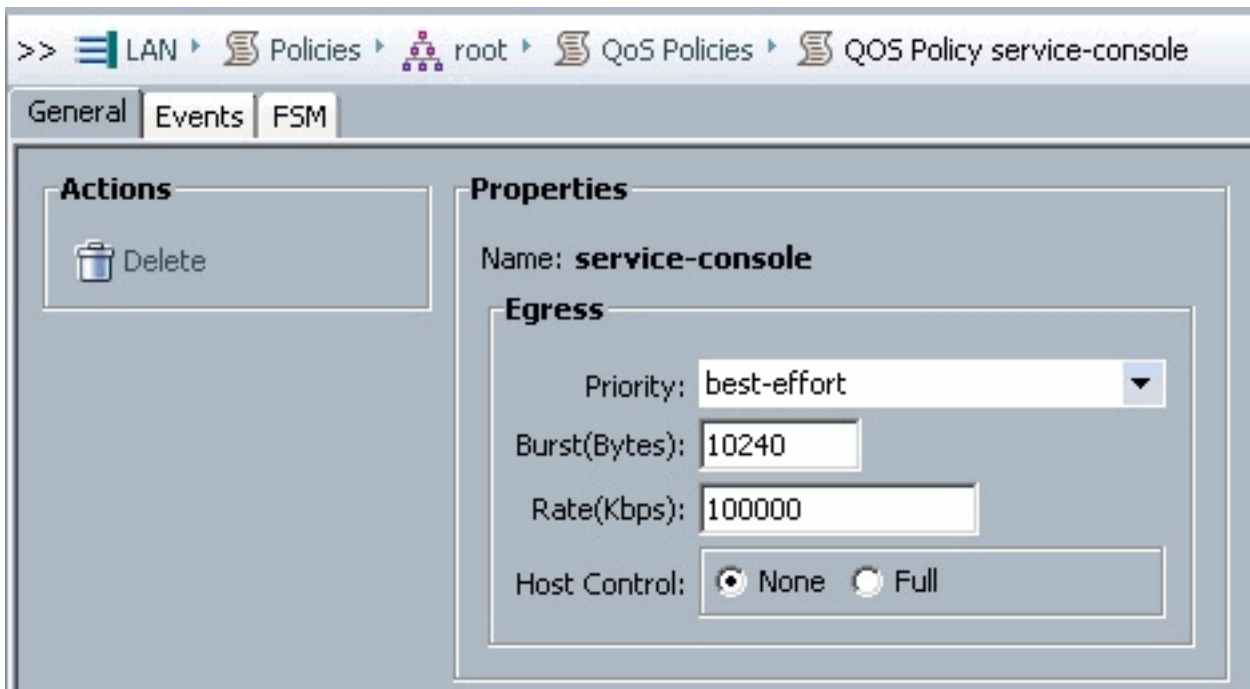 >> LAN Policies root QoS Policies QOS Policy service-console
General Events FSM
Actions
Delete
Properties
Name: service-console
Egress
Priority: best-effort
Burst(Bytes): 10240
Rate(Kbps): 100000
Host Control: None Full